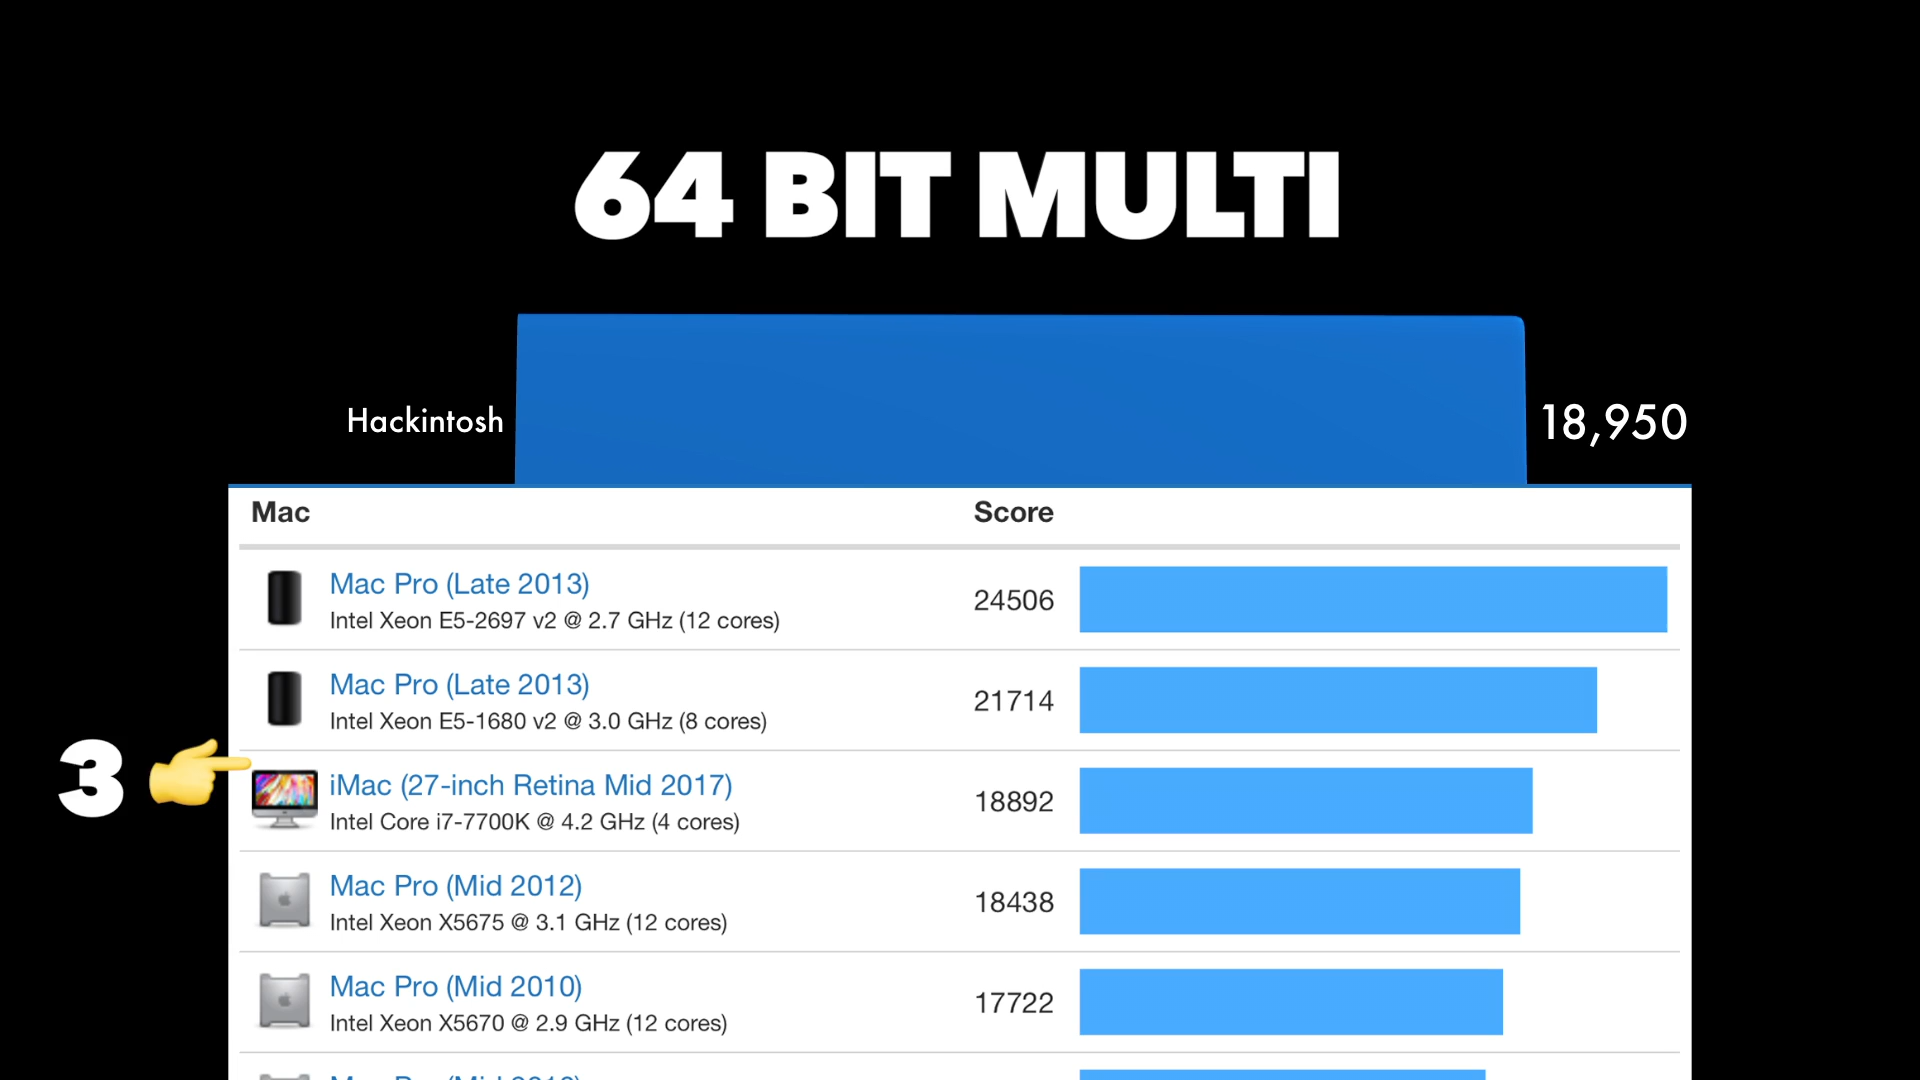 64 BIT MULTI
Hackintosh 18,950
Mac Score
Mac Pro (Late 2013)
Intel Xeon E5-2697 v2 @ 2.7 GHz (12 cores)
24506
Mac Pro (Late 2013)
Intel Xeon E5-1680 v2 @ 3.0 GHz (8 cores)
21714
3
iMac (27-inch Retina Mid 2017)
Intel Core i7-7700K @ 4.2 GHz (4 cores)
18892
Mac Pro (Mid 2012)
Intel Xeon X5675 @ 3.1 GHz (12 cores)
18438
Mac Pro (Mid 2010)
Intel Xeon X5670 @ 2.9 GHz (12 cores)
17722